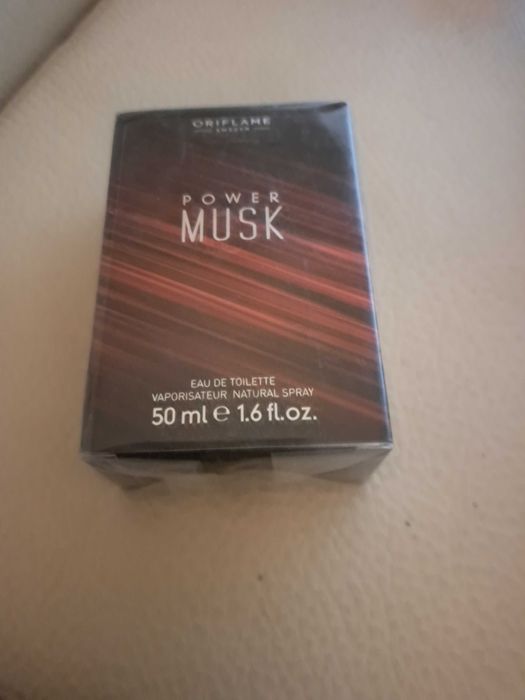 ORIFLAME
SWEDEN
POWER
MUSK
EAU DE TOILETTE
VAPORISATEUR NATURAL SPRAY
50 ml ℮ 1.6 fl.oz.